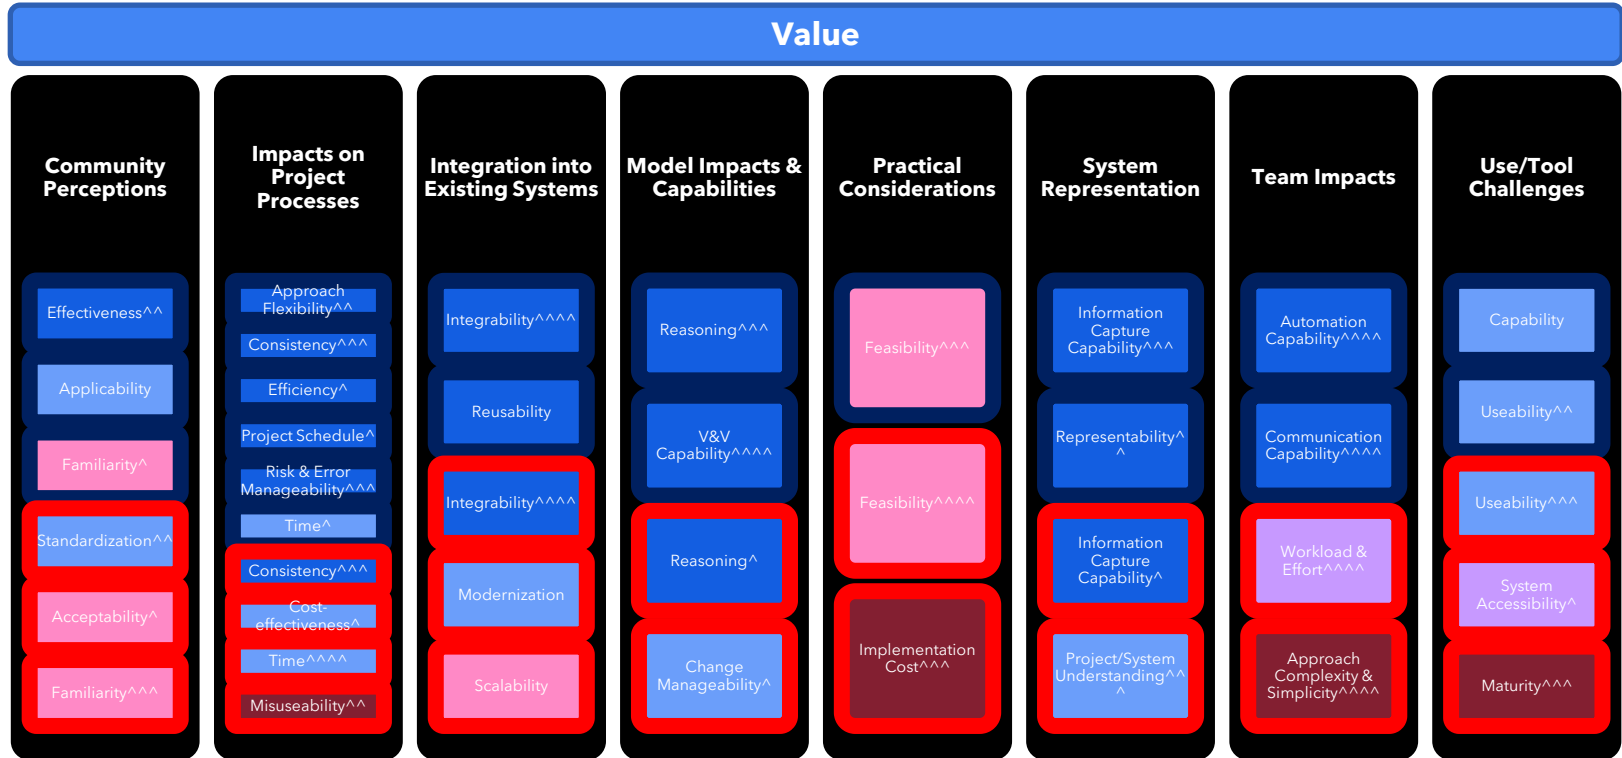 Value
Community
Perceptions
Effectiveness^^
Applicability
Familiarity^
Standardization^^
Acceptability^
Familiarity^^^
Impacts on
Project
Processes
Approach
Flexibility^^
Consistency^^^
Efficiency^
Project Schedule^
Risk & Error
Manageability^^^
Time^
Consistency^^^
Cost-
effectiveness^
Time^^^^
Misuseability^^
Integration into
Existing Systems
Integrability^^^^
Reusability
Integrability^^^^
Modernization
Scalability
Model Impacts &
Capabilities
Reasoning^^^
V&V
Capability^^^^
Reasoning^
Change
Manageability^
Practical
Considerations
Feasibility^^^
Feasibility^^^^
Implementation
Cost^^^
System
Representation
Information
Capture
Capability^^^
Representability^
^
Information
Capture
Capability^
Project/System
Understanding^^
^
Team Impacts
Automation
Capability^^^^
Communication
Capability^^^^
Workload &
Effort^^^^
Approach
Complexity &
Simplicity^^^^
Use/Tool
Challenges
Capability
Useability^^
Useability^^^
System
Accessibility^
Maturity^^^